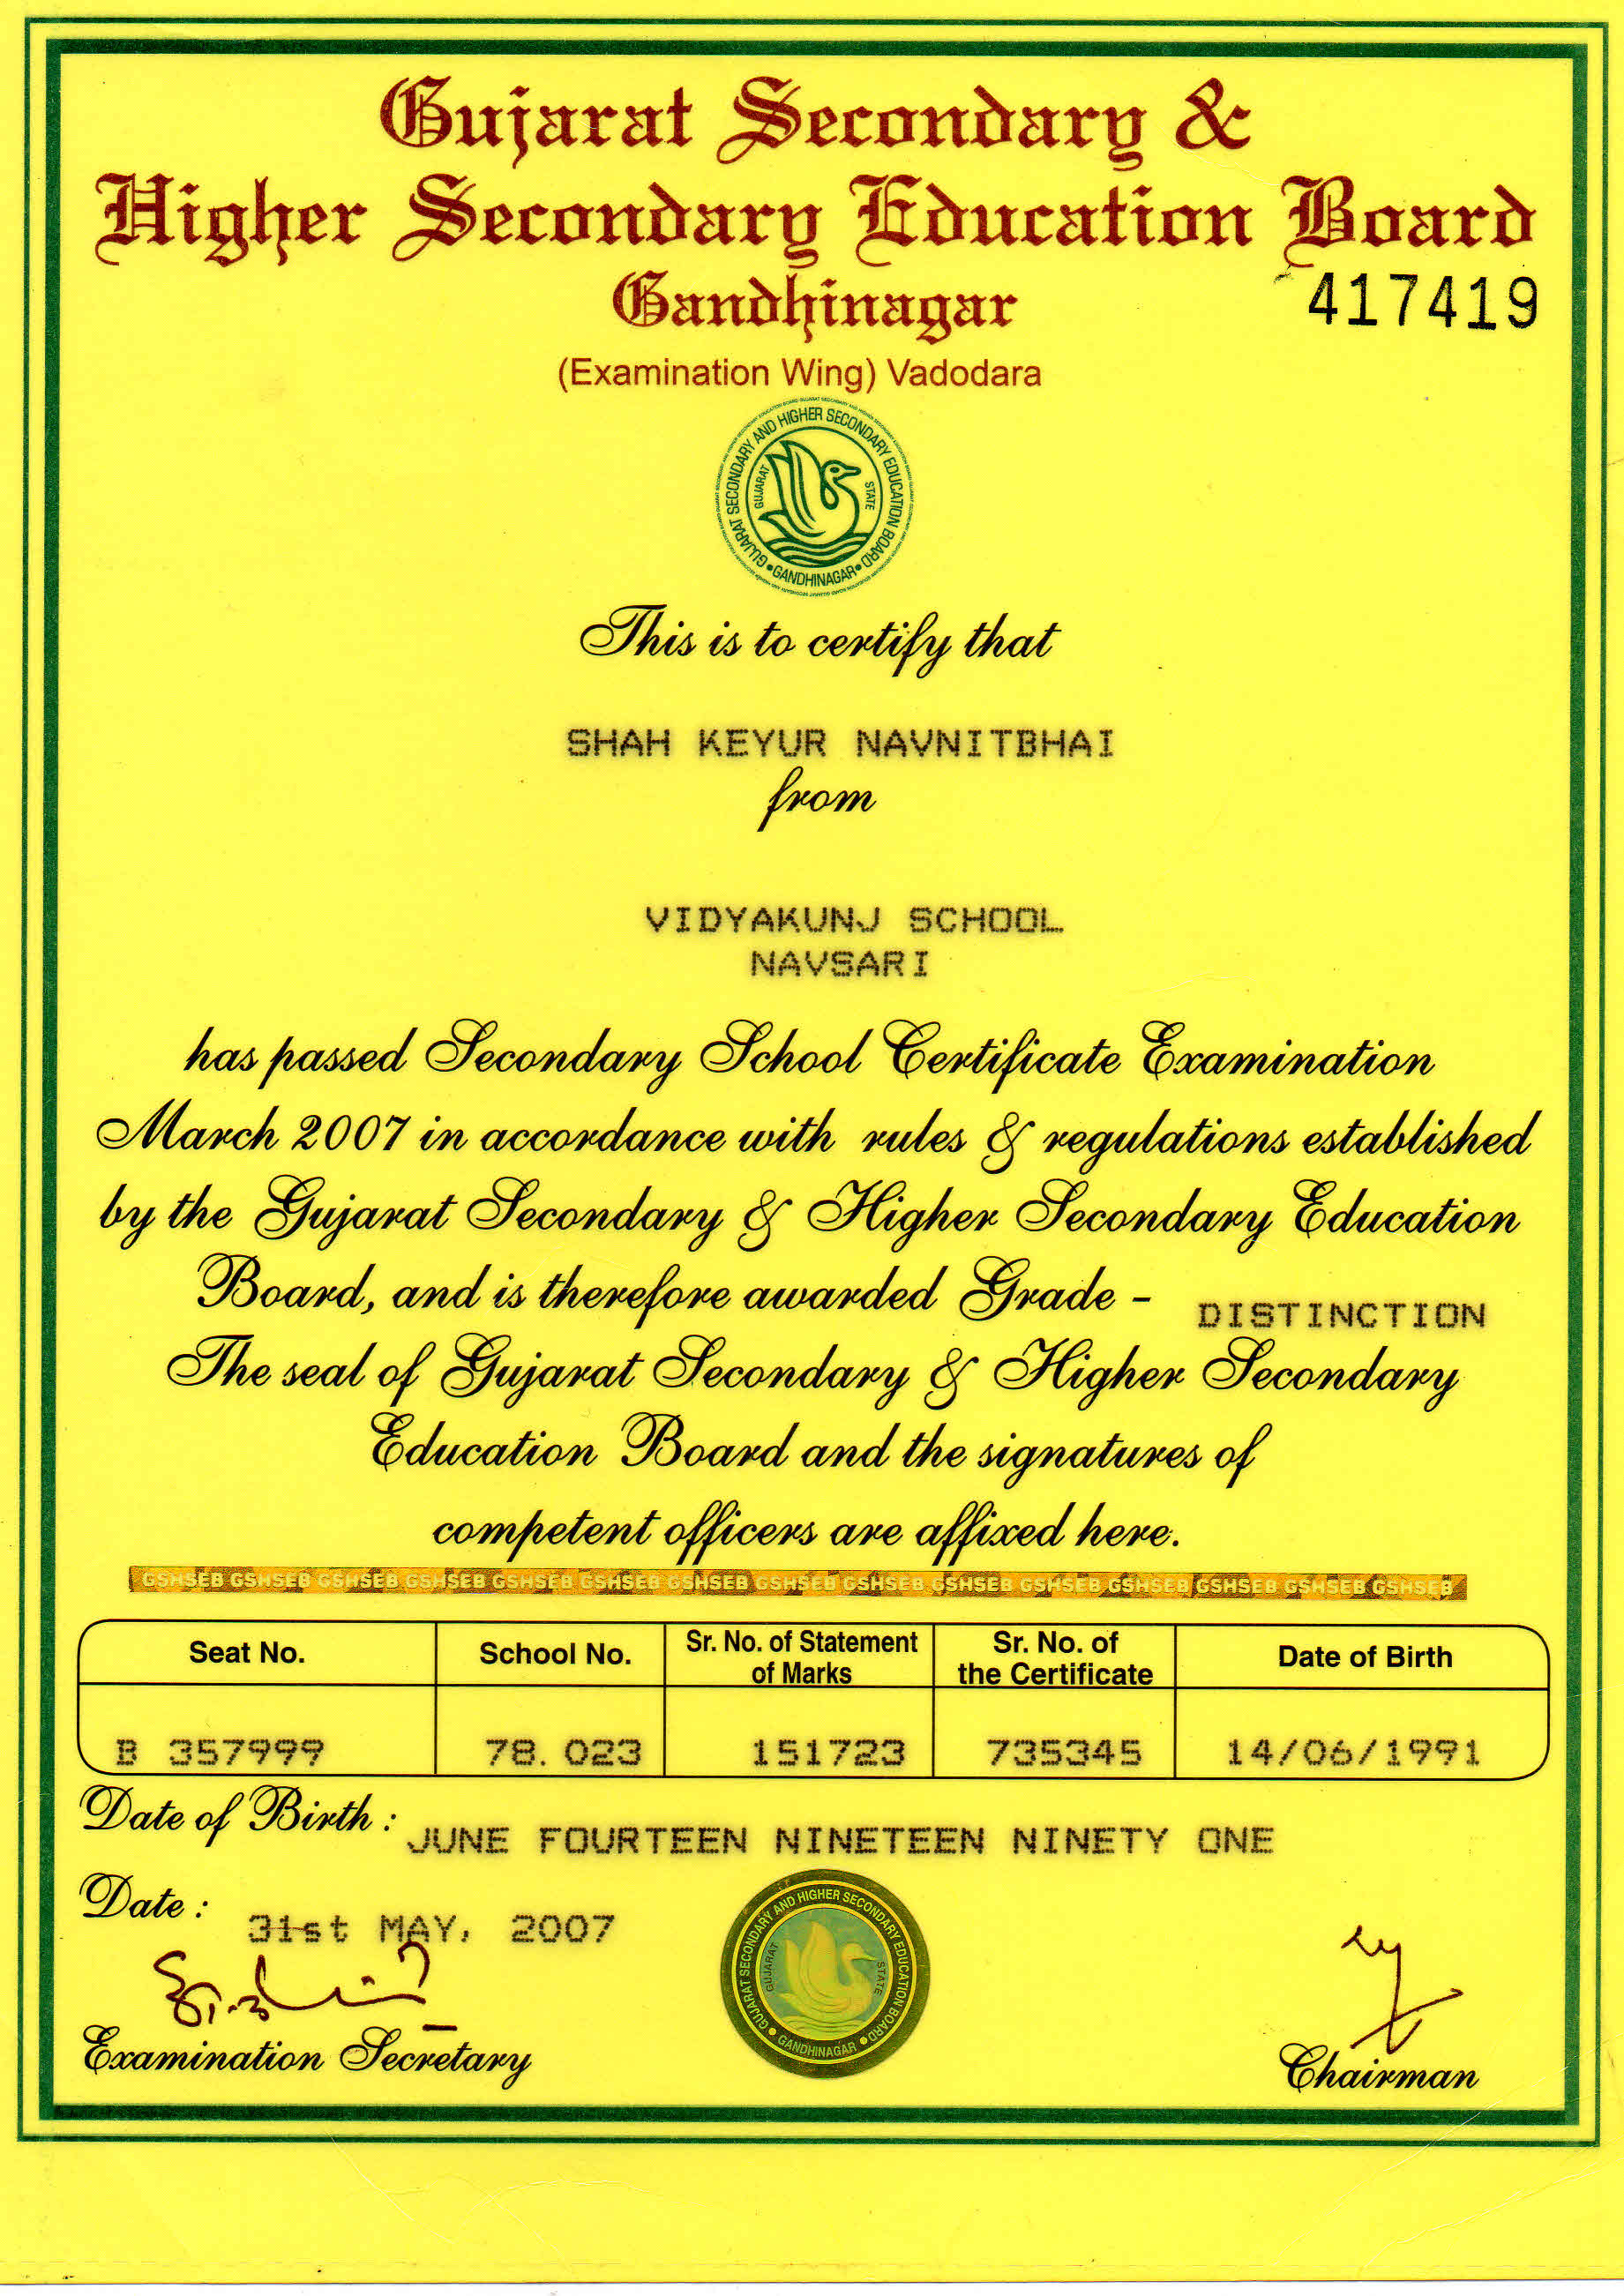 Gujarat Secondary &
Higher Secondary Education Board
Gandhinagar
417419
(Examination Wing) Vadodara
GUJARAT SECONDARY AND HIGHER SECONDARY EDUCATION BOARD
GUJARAT STATE
GANDHINAGAR
This is to certify that
SHAH KEYUR NAVNITBHAI
from
VIDYAKUNJ SCHOOL
NAVSARI
has passed Secondary School Certificate Examination
March 2007 in accordance with rules & regulations established
by the Gujarat Secondary & Higher Secondary Education
Board, and is therefore awarded Grade - DISTINCTION
The seal of Gujarat Secondary & Higher Secondary
Education Board and the signatures of
competent officers are affixed here.
GSHSEB GSHSEB GSHSEB GSHSEB GSHSEB GSHSEB GSHSEB GSHSEB GSHSEB GSHSEB GSHSEB GSHSEB GSHSEB GSHSEB GSHSEB
Seat No. School No. Sr. No. of Statement of Marks Sr. No. of the Certificate Date of Birth
B 357999 78.023 151723 735345 14/06/1991
Date of Birth : JUNE FOURTEEN NINETEEN NINETY ONE
Date : 31st MAY, 2007
GUJARAT SECONDARY AND HIGHER SECONDARY EDUCATION BOARD
GUJARAT STATE
GANDHINAGAR
Examination Secretary
Chairman